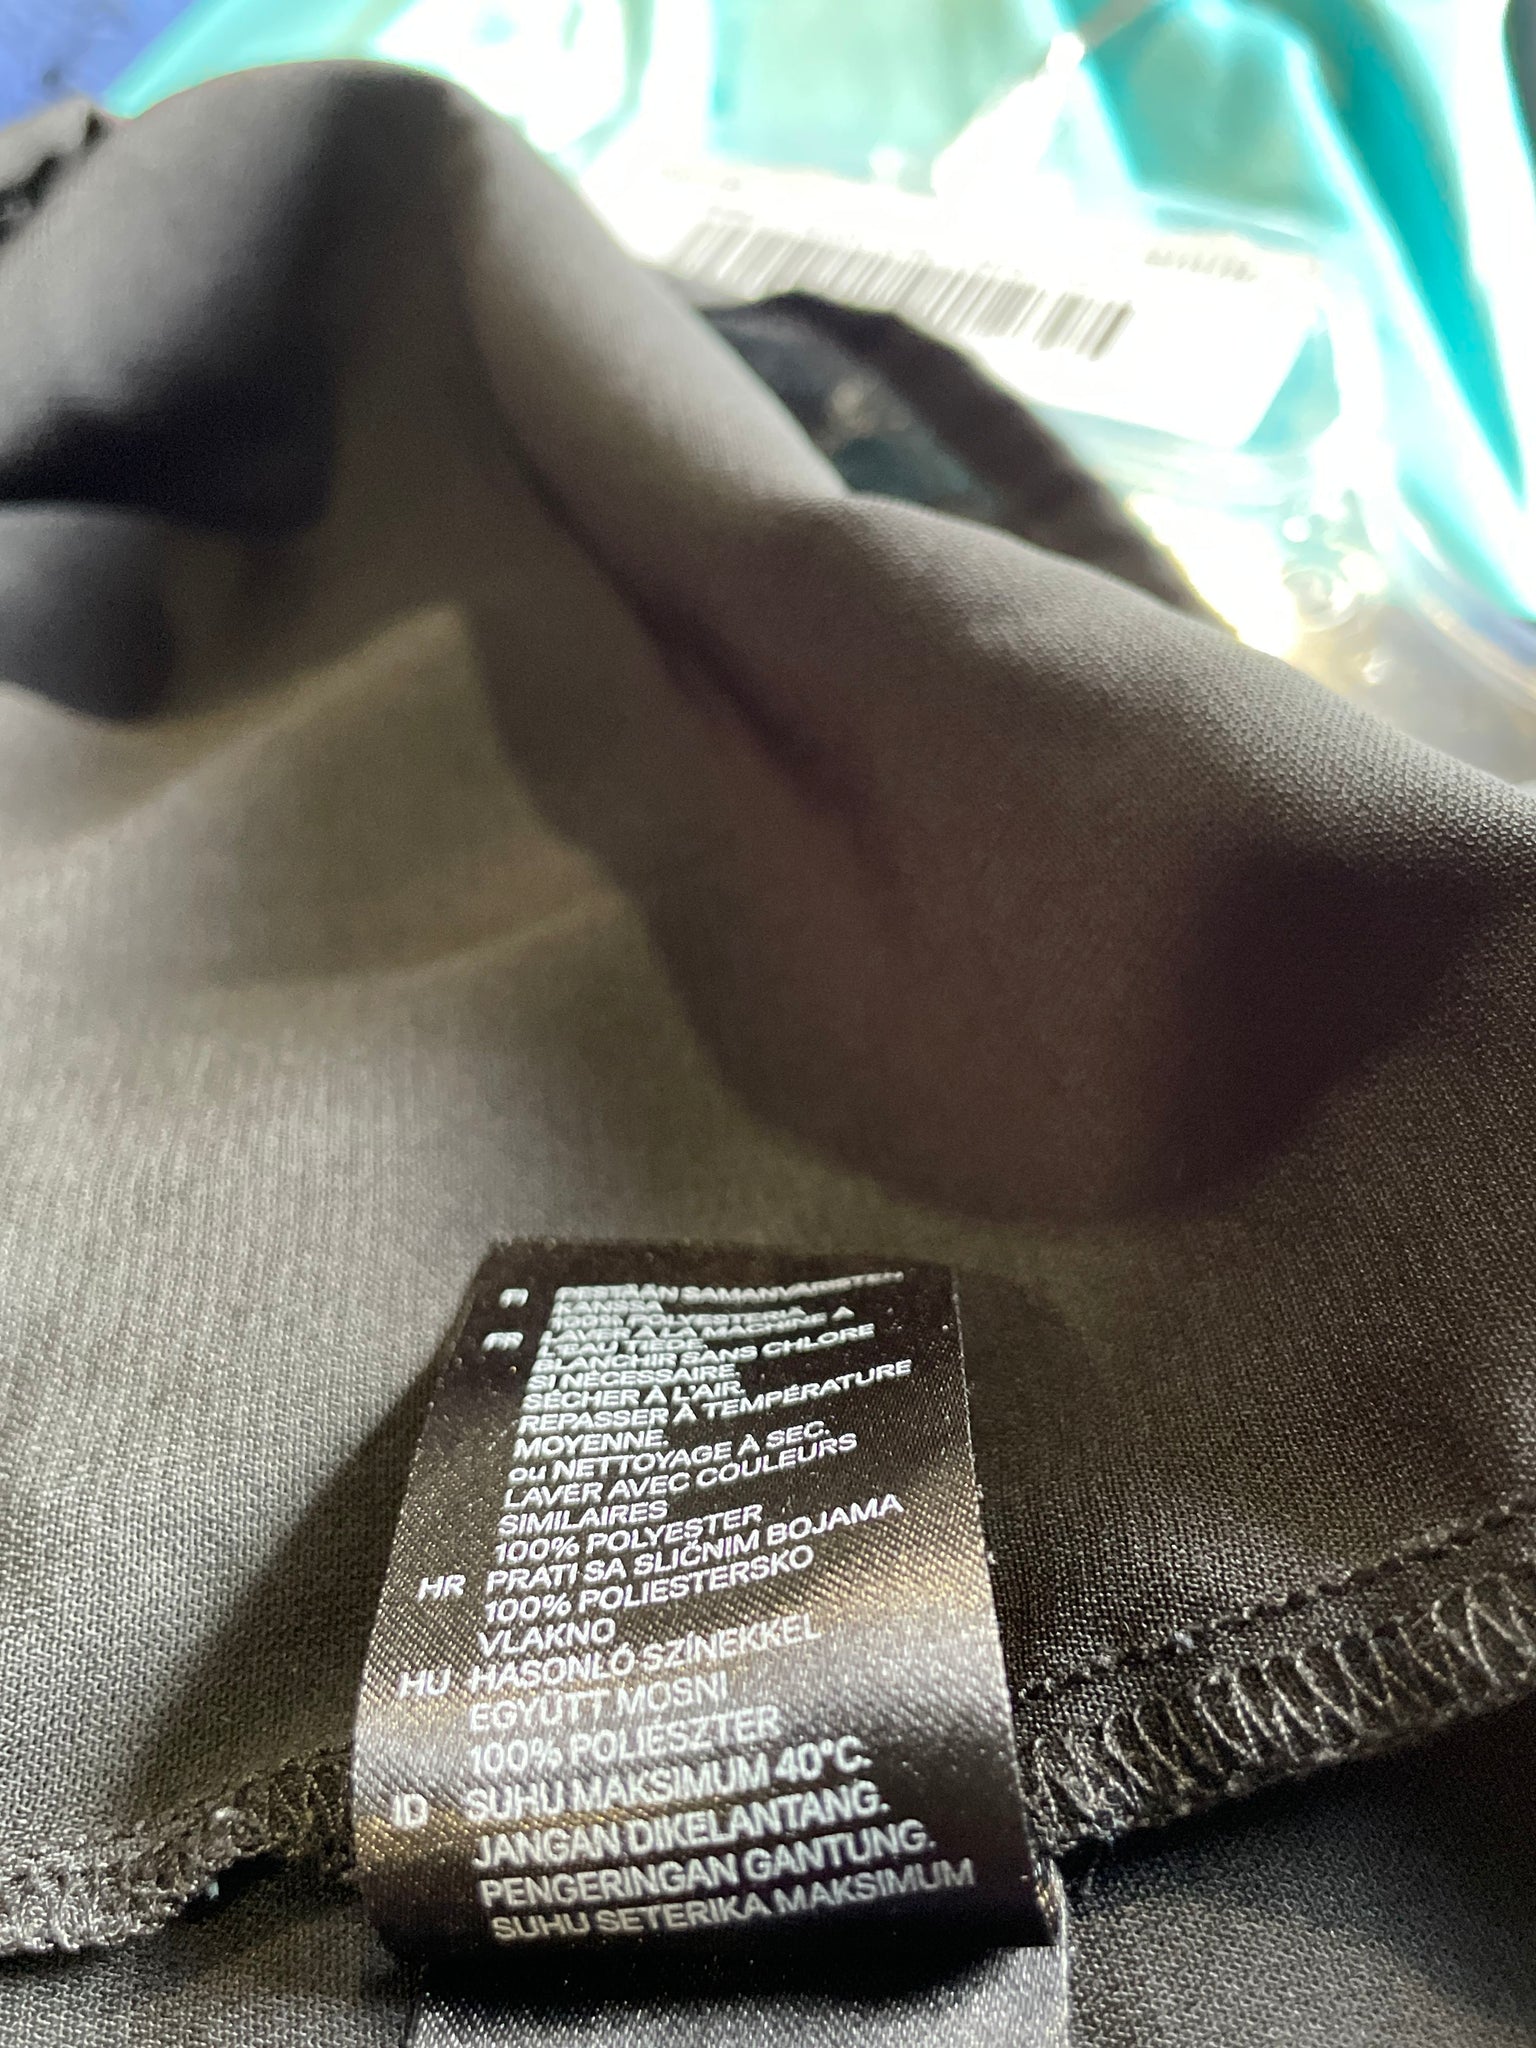 FI PESTÄÄN SAMANVÄRISTEN
KANSSA
100% POLYESTERIÄ
FR LAVER À LA MACHINE À
L'EAU TIEDE.
BLANCHIR SANS CHLORE
SI NÉCESSAIRE.
SÉCHER À L'AIR.
REPASSER À TEMPÉRATURE
MOYENNE.
ou NETTOYAGE À SEC.
LAVER AVEC COULEURS
SIMILAIRES
100% POLYESTER
HR PRATI SA SLIČNIM BOJAMA
100% POLIESTERSKO
VLAKNO
HU HASONLÓ SZÍNEKKEL
EGYÜTT MOSNI
100% POLIESZTER
ID SUHU MAKSIMUM 40°C.
JANGAN DIKELANTANG.
PENGERINGAN GANTUNG.
SUHU SETERIKA MAKSIMUM